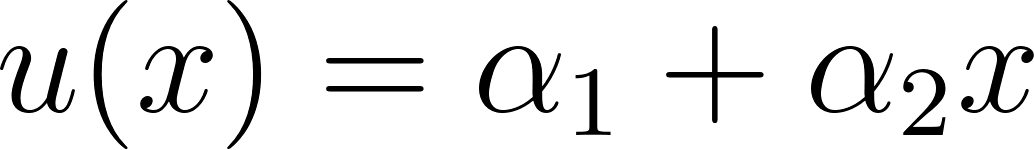 u(x) = α₁ + α₂x